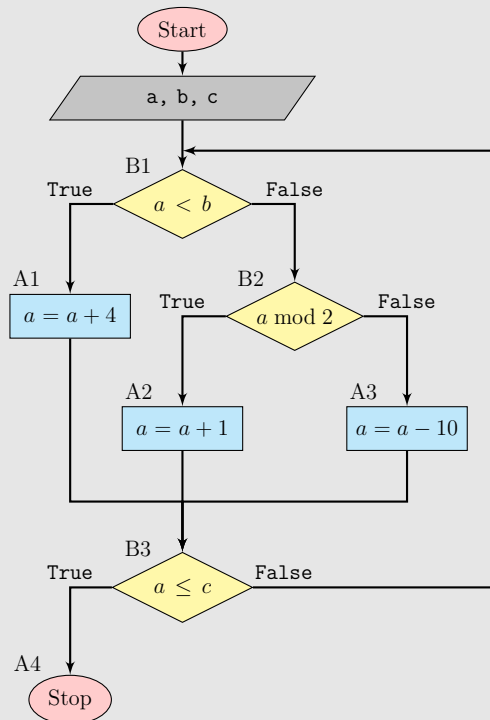 Start
a, b, c
B1
True
False
a < b
A1
B2
True
False
a = a + 4
a mod 2
A2
A3
a = a + 1
a = a − 10
B3
True
False
a ≤ c
A4
Stop